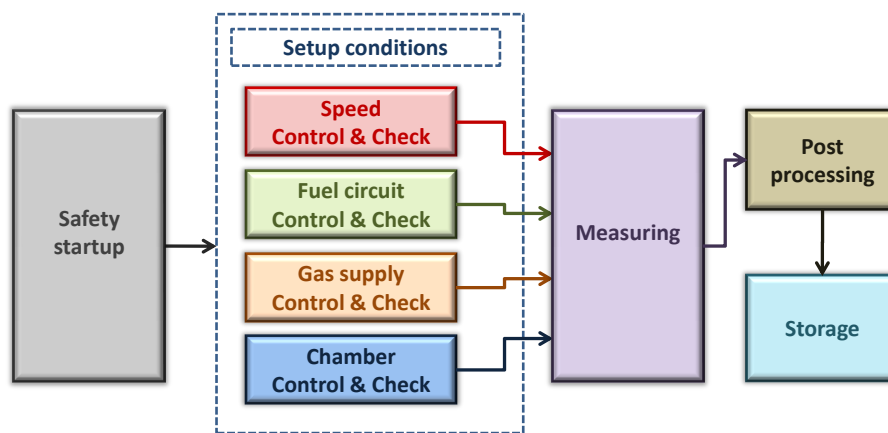 Setup conditions
Speed
Control & Check
Fuel circuit
Control & Check
Gas supply
Control & Check
Chamber
Control & Check
Safety
startup
Measuring
Post
processing
Storage